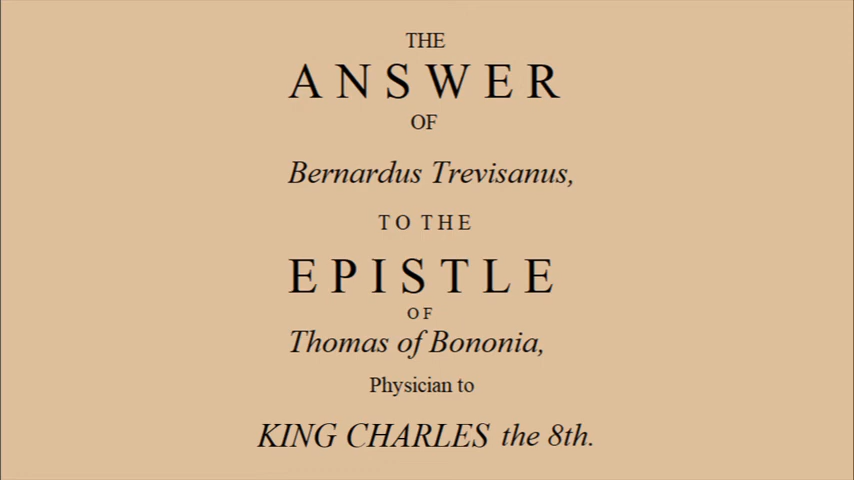 THE
ANSWER
OF
Bernardus Trevisanus,
TO THE
EPISTLE
OF
Thomas of Bononia,
Physician to
KING CHARLES the 8th.